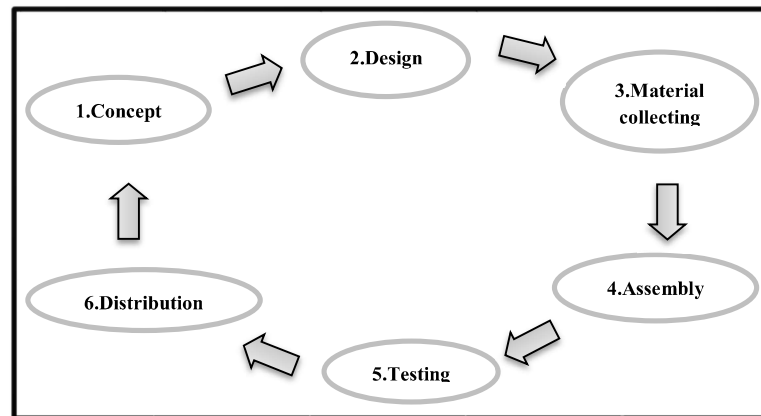 1.Concept
2.Design
3.Material
collecting
4.Assembly
5.Testing
6.Distribution